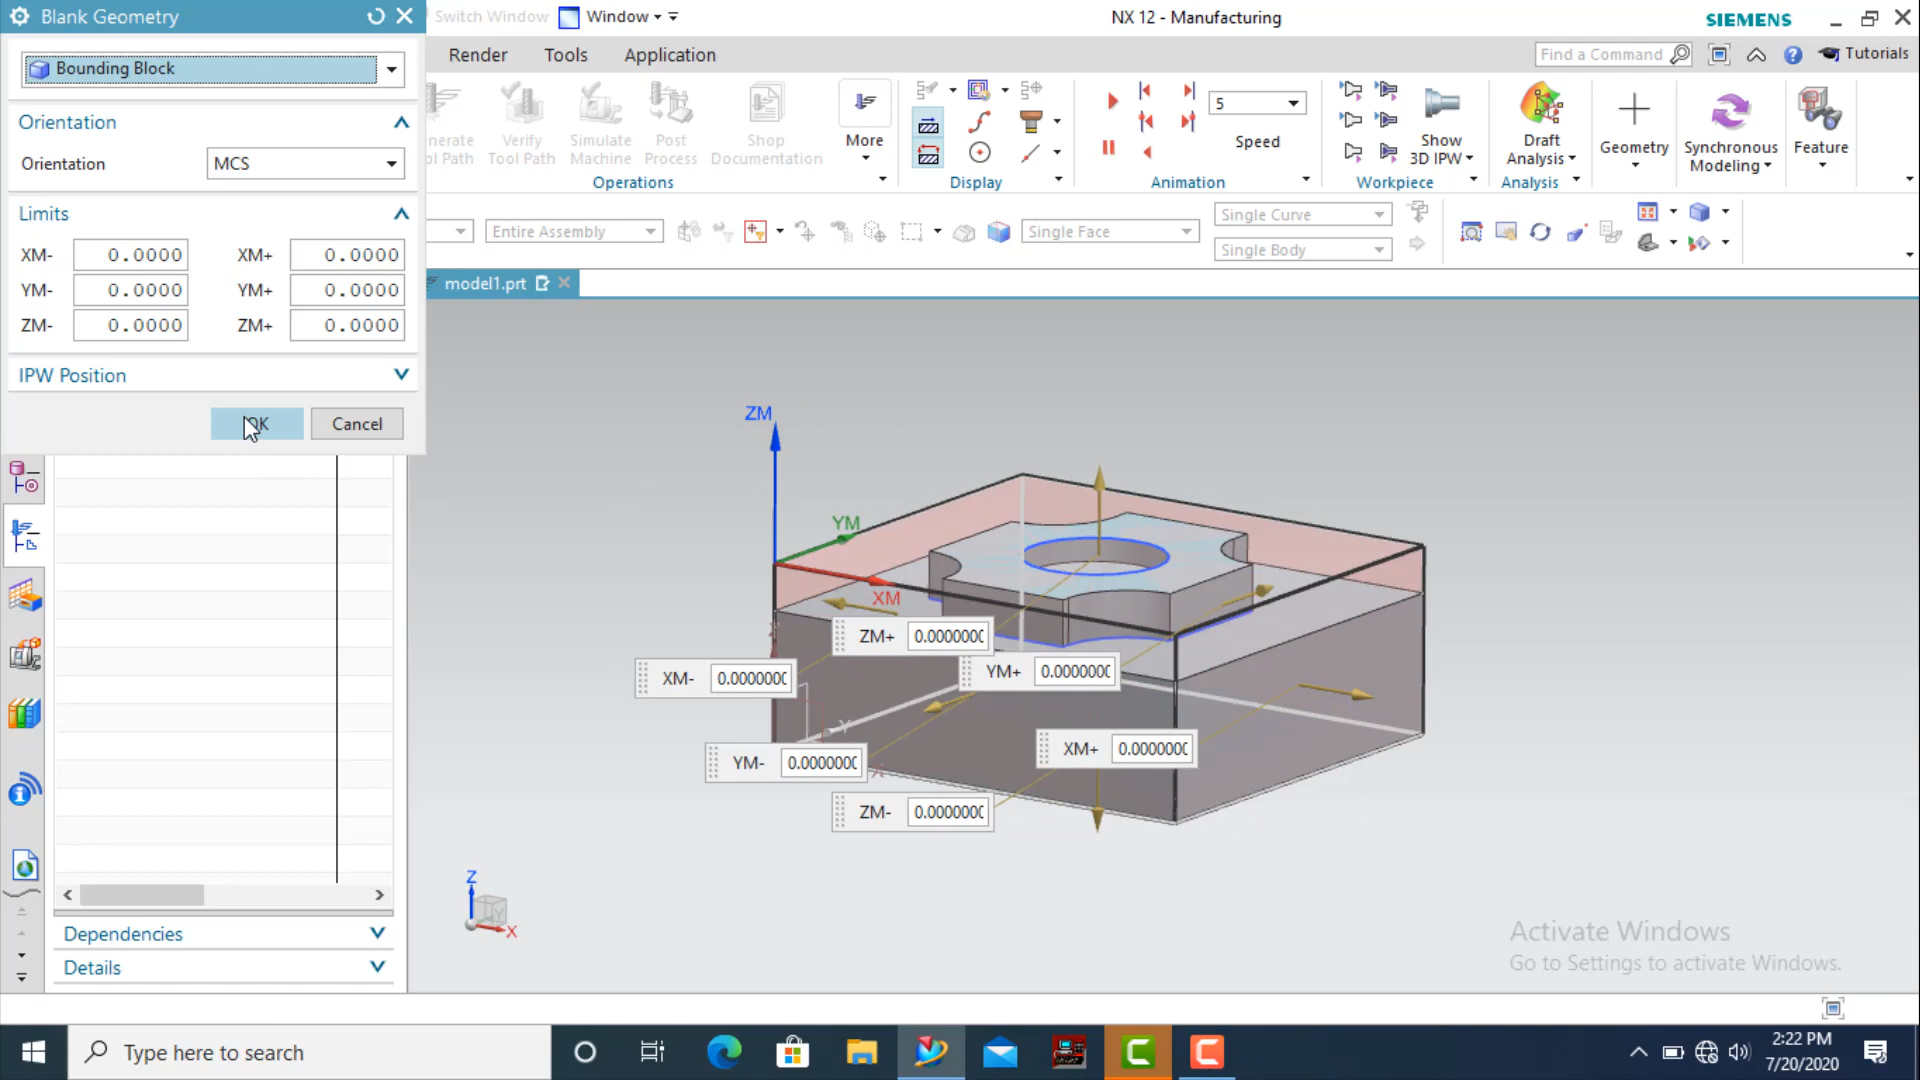 Blank Geometry
Switch Window
Window
NX 12 - Manufacturing
SIEMENS
Render
Tools
Application
Find a Command
Tutorials
Bounding Block
Orientation
Orientation
MCS
Limits
XM- 0.0000 XM+ 0.0000
YM- 0.0000 YM+ 0.0000
ZM- 0.0000 ZM+ 0.0000
IPW Position
OK
Cancel
Verify
Tool Path
Simulate
Machine
Post
Process
Shop
Documentation
More
Operations
Display
5
Speed
Animation
Show
3D IPW
Workpiece
Draft
Analysis
Analysis
Geometry
Synchronous
Modeling
Feature
Entire Assembly
Single Face
Single Curve
Single Body
model1.prt
ZM
YM
XM
ZM+ 0.0000000
XM- 0.0000000
YM+ 0.0000000
XM+ 0.0000000
YM- 0.0000000
ZM- 0.0000000
Y
X
Z
Y
X
Dependencies
Details
Activate Windows
Go to Settings to activate Windows.
Type here to search
2:22 PM
7/20/2020